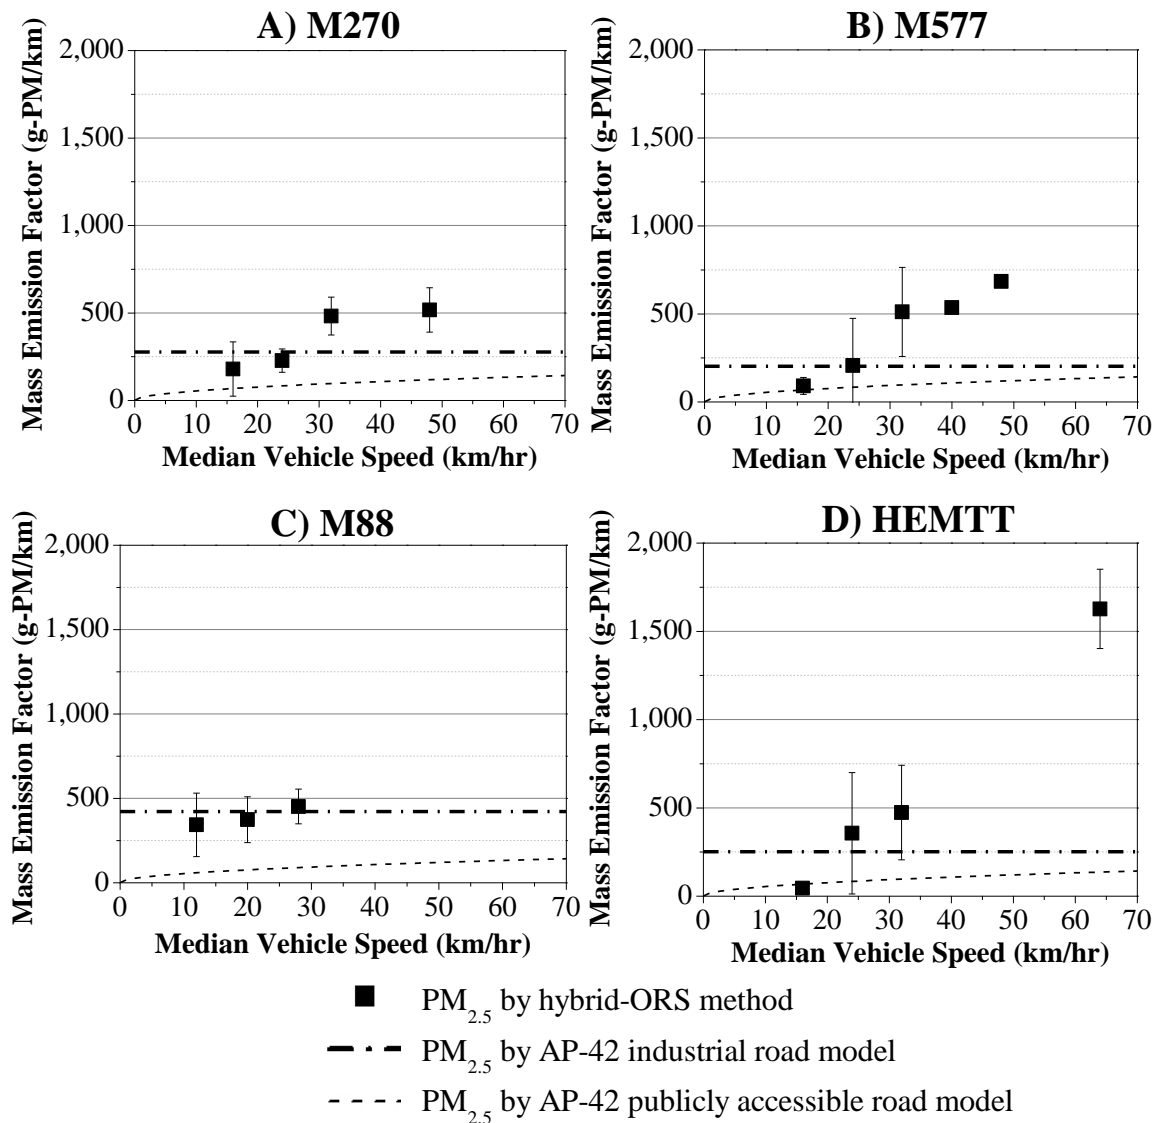 A) M270
Mass Emission Factor (g-PM/km)
2,000
1,500
1,000
500
0
0 10 20 30 40 50 60 70
Median Vehicle Speed (km/hr)
B) M577
Mass Emission Factor (g-PM/km)
2,000
1,500
1,000
500
0
0 10 20 30 40 50 60 70
Median Vehicle Speed (km/hr)
C) M88
Mass Emission Factor (g-PM/km)
2,000
1,500
1,000
500
0
0 10 20 30 40 50 60 70
Median Vehicle Speed (km/hr)
D) HEMTT
Mass Emission Factor (g-PM/km)
2,000
1,500
1,000
500
0
0 10 20 30 40 50 60 70
Median Vehicle Speed (km/hr)
PM2.5 by hybrid-ORS method
PM2.5 by AP-42 industrial road model
PM2.5 by AP-42 publicly accessible road model